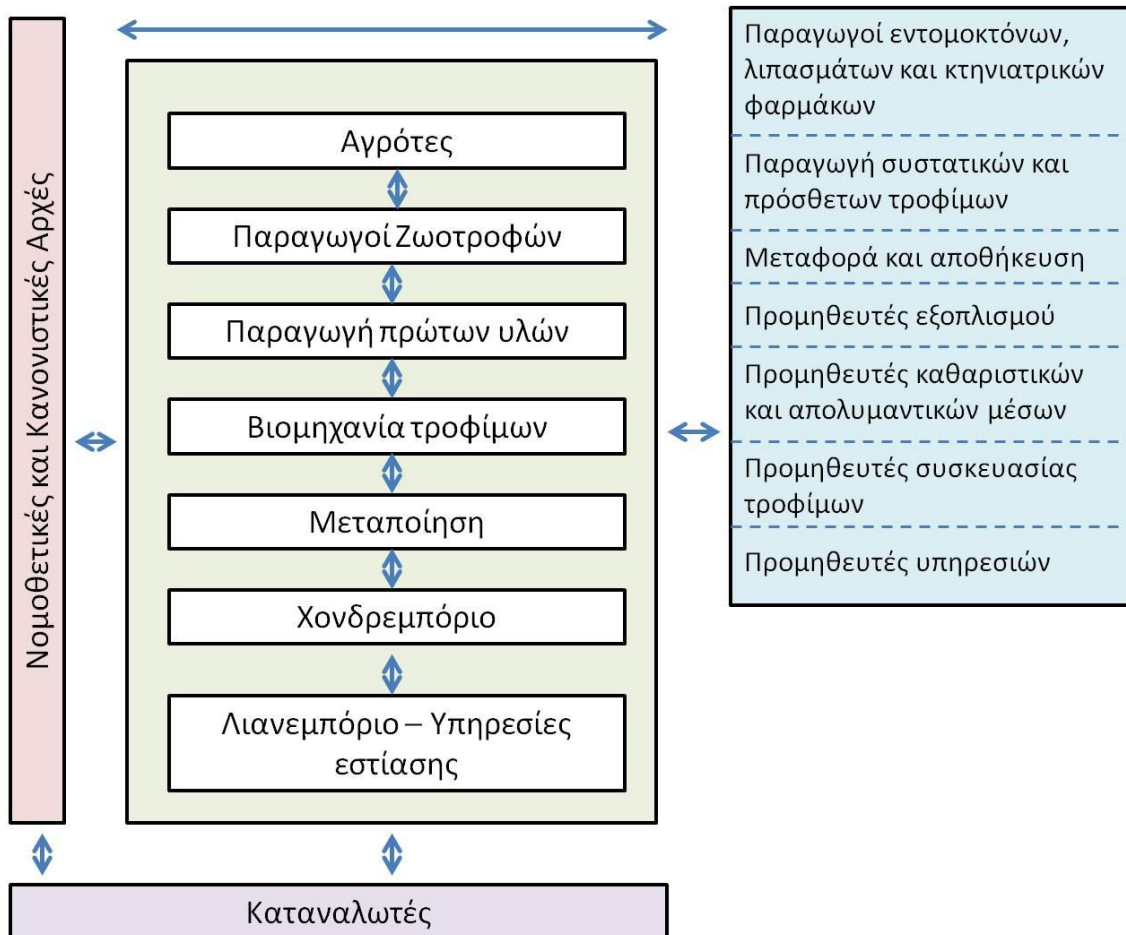 Νομοθετικές και Κανονιστικές Αρχές
Αγρότες
Παραγωγοί Ζωοτροφών
Παραγωγή πρώτων υλών
Βιομηχανία τροφίμων
Μεταποίηση
Χονδρεμπόριο
Λιανεμπόριο – Υπηρεσίες
εστίασης
Παραγωγοί εντομοκτόνων,
λιπασμάτων και κτηνιατρικών
φαρμάκων
Παραγωγή συστατικών και
πρόσθετων τροφίμων
Μεταφορά και αποθήκευση
Προμηθευτές εξοπλισμού
Προμηθευτές καθαριστικών
και απολυμαντικών μέσων
Προμηθευτές συσκευασίας
τροφίμων
Προμηθευτές υπηρεσιών
Καταναλωτές